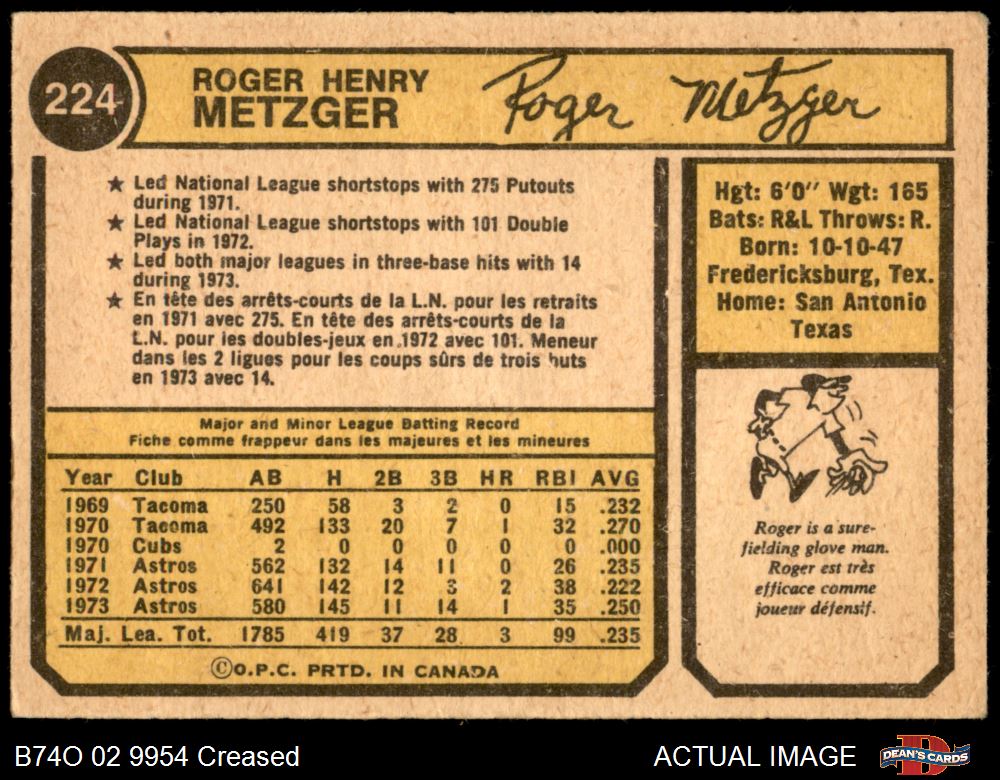 224
ROGER HENRY
METZGER
Roger Metzger
★ Led National League shortstops with 275 Putouts
during 1971.
★ Led National League shortstops with 101 Double
Plays in 1972.
★ Led both major leagues in three-base hits with 14
during 1973.
★ En tête des arrêts-courts de la L.N. pour les retraits
en 1971 avec 275. En tête des arrêts-courts de la
L.N. pour les doubles-jeux en 1972 avec 101. Meneur
dans les 2 ligues pour les coups sûrs de trois buts
en 1973 avec 14.
Hgt: 6'0" Wgt: 165
Bats: R&L Throws: R.
Born: 10-10-47
Fredericksburg, Tex.
Home: San Antonio
Texas
Major and Minor League Batting Record
Fiche comme frappeur dans les majeures et les mineures
Year Club AB H 2B 3B HR RBI AVG
1969 Tacoma 250 58 3 2 0 15 .232
1970 Tacoma 492 133 20 7 1 32 .270
1970 Cubs 2 0 0 0 0 0 .000
1971 Astros 562 132 14 11 0 26 .235
1972 Astros 641 142 12 3 2 38 .222
1973 Astros 580 145 11 14 1 35 .250
Maj. Lea. Tot. 1785 419 37 28 3 99 .235
©O.P.C. PRTD. IN CANADA
Roger is a sure-
fielding glove man.
Roger est très
efficace comme
joueur défensif.
B74O 02 9954 Creased
ACTUAL IMAGE
DEAN'S CARDS